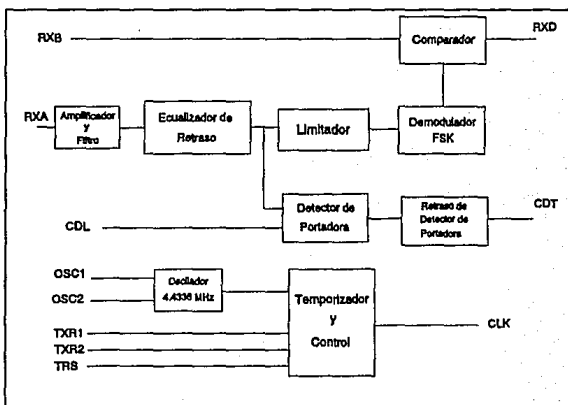 RXB
Comparador
RXD
RXA
Amplificador
y
Filtro
Ecualizador de
Retraso
Limitador
Demodulador
FSK
CDL
Detector de
Portadora
Retraso de
Detector de
Portadora
CDT
OSC1
OSC2
Oscilador
4.4336 MHz
TXR1
TXR2
TRS
Temporizador
y
Control
CLK